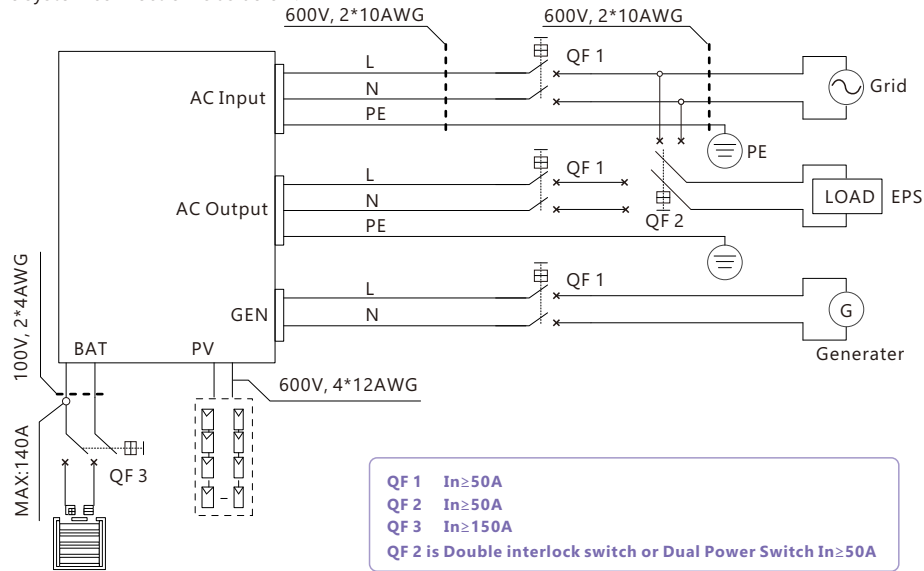 600V, 2*10AWG
600V, 2*10AWG
L
QF 1
AC Input
N
Grid
PE
PE
L
QF 1
AC Output
N
LOAD
EPS
PE
QF 2
L
QF 1
GEN
N
G
Generater
BAT
PV
100V, 2*4AWG
600V, 4*12AWG
MAX:140A
QF 3
QF 1 In≥50A
QF 2 In≥50A
QF 3 In≥150A
QF 2 is Double interlock switch or Dual Power Switch In≥50A